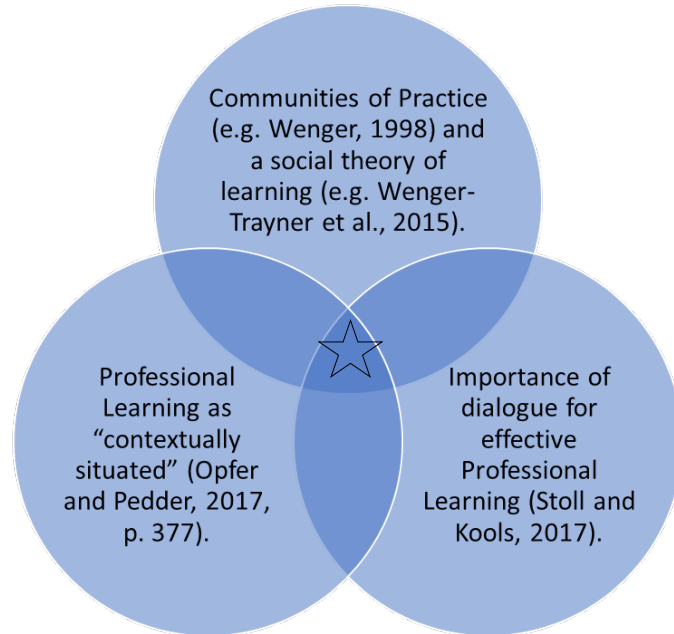 Communities of Practice
(e.g. Wenger, 1998) and
a social theory of
learning (e.g. Wenger-
Trayner et al., 2015).
Professional
Learning as
“contextually
situated” (Opfer
and Pedder, 2017,
p. 377).
Importance of
dialogue for
effective
Professional
Learning (Stoll and
Kools, 2017).